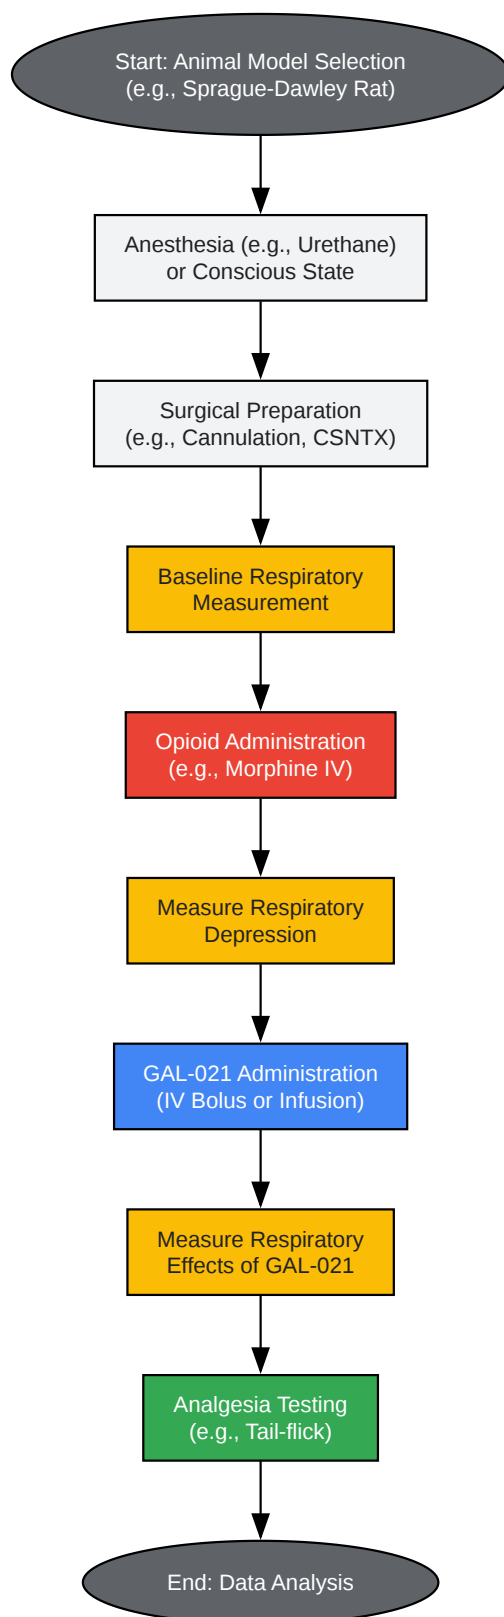 Start: Animal Model Selection
(e.g., Sprague-Dawley Rat)
Anesthesia (e.g., Urethane)
or Conscious State
Surgical Preparation
(e.g., Cannulation, CSNTX)
Baseline Respiratory
Measurement
Opioid Administration
(e.g., Morphine IV)
Measure Respiratory
Depression
GAL-021 Administration
(IV Bolus or Infusion)
Measure Respiratory
Effects of GAL-021
Analgesia Testing
(e.g., Tail-flick)
End: Data Analysis